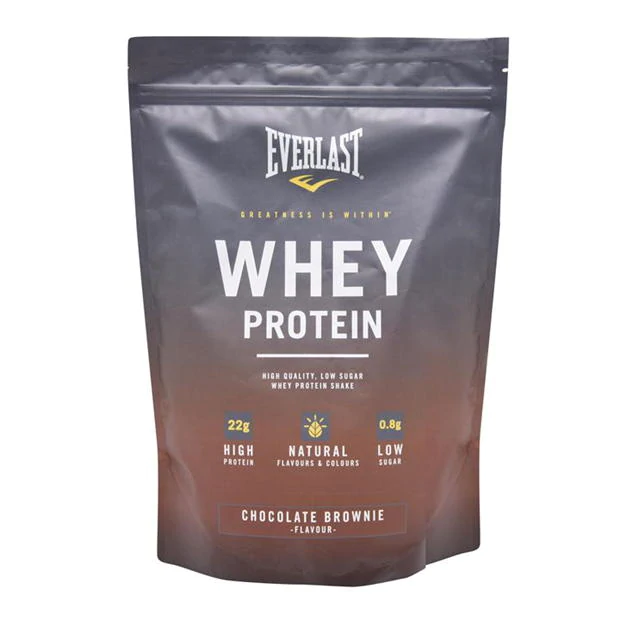 EVERLAST®
GREATNESS IS WITHIN
WHEY
PROTEIN
HIGH QUALITY, LOW SUGAR
WHEY PROTEIN SHAKE
22g
HIGH
PROTEIN
NATURAL
FLAVOURS & COLOURS
0.8g
LOW
SUGAR
CHOCOLATE BROWNIE
-FLAVOUR-